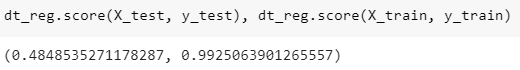 dt_reg.score(X_test, y_test), dt_reg.score(X_train, y_train)
(0.4848535271178287, 0.9925063901265557)